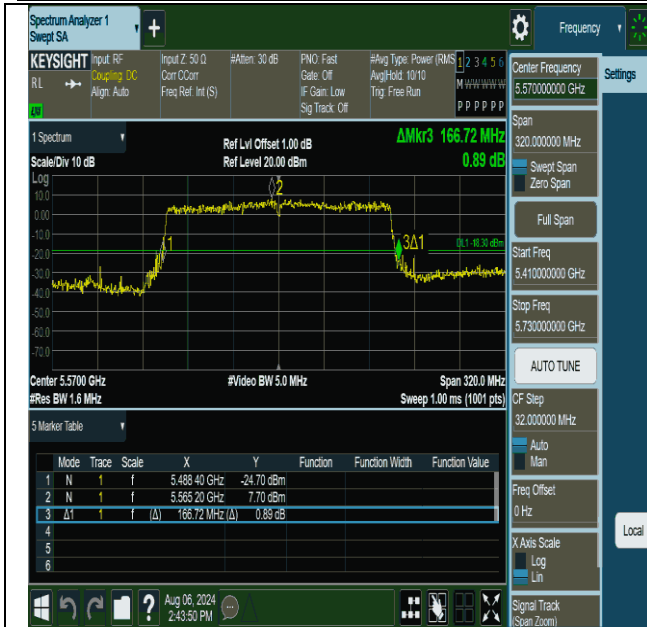 Spectrum Analyzer 1
Swept SA
+
Frequency
KEYSIGHT
RL
Input: RF
Coupling: DC
Align: Auto
Input Z: 50 Ω
Corr CCorr
Freq Ref: Int (S)
#Atten: 30 dB
PNO: Fast
Gate: Off
IF Gain: Low
Sig Track: Off
#Avg Type: Power (RMS
Avg|Hold: 10/10
Trig: Free Run
1 2 3 4 5 6
M W W W W W
P P P P P P
1 Spectrum
Scale/Div 10 dB
Ref Lvl Offset 1.00 dB
Ref Level 20.00 dBm
ΔMkr3 166.72 MHz
0.89 dB
Log
10.0
0.00
-10.0
-20.0
-30.0
-40.0
-50.0
-60.0
-70.0
2
1
3Δ1
DL1 -18.30 dBm
Center 5.5700 GHz
#Res BW 1.6 MHz
#Video BW 5.0 MHz
Span 320.0 MHz
Sweep 1.00 ms (1001 pts)
5 Marker Table
Mode Trace Scale X Y Function Function Width Function Value
1 N 1 f 5.488 40 GHz -24.70 dBm
2 N 1 f 5.565 20 GHz 7.70 dBm
3 Δ1 1 f (Δ) 166.72 MHz (Δ) 0.89 dB
4
5
6
Aug 06, 2024
2:43:50 PM
Center Frequency
5.570000000 GHz
Settings
Span
320.000000 MHz
Swept Span
Zero Span
Full Span
Start Freq
5.410000000 GHz
Stop Freq
5.730000000 GHz
AUTO TUNE
CF Step
32.000000 MHz
Auto
Man
Freq Offset
0 Hz
Local
X Axis Scale
Log
Lin
Signal Track
(Span Zoom)